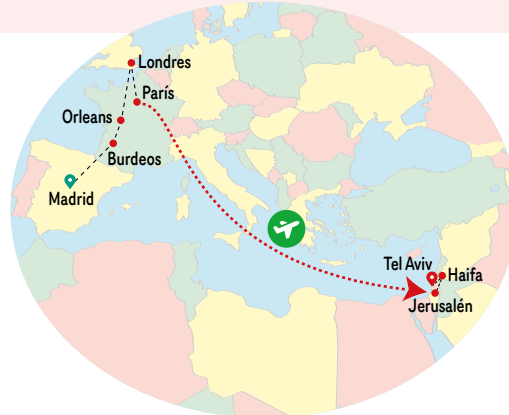 Londres
París
Orleans
Burdeos
Madrid
Tel Aviv
Haifa
Jerusalén